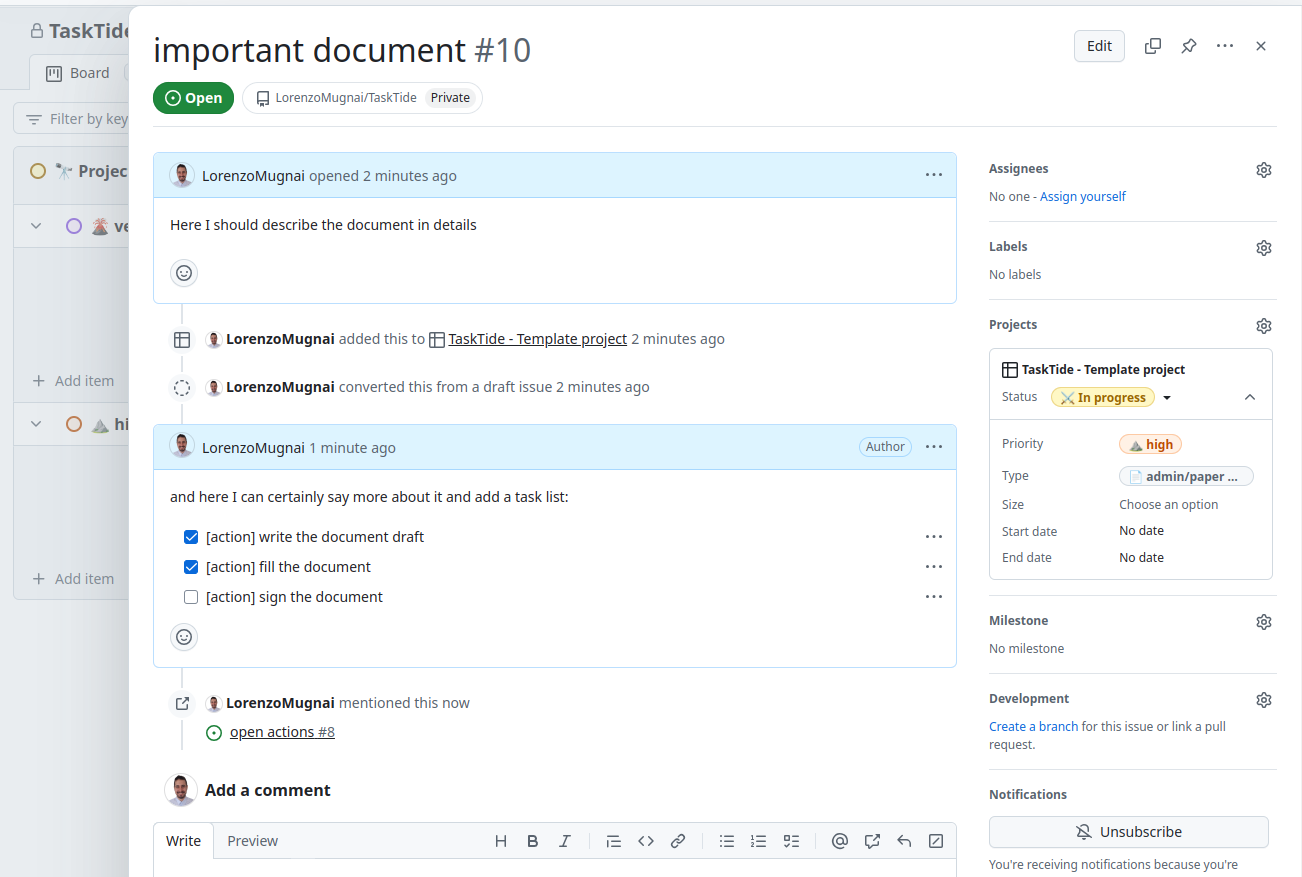 TaskTide
Board
Filter by key
Projec
ve
Add item
hi
Add item
important document #10
Edit
Open
LorenzoMugnai/TaskTide Private
LorenzoMugnai opened 2 minutes ago
Here I should describe the document in details
LorenzoMugnai added this to TaskTide - Template project 2 minutes ago
LorenzoMugnai converted this from a draft issue 2 minutes ago
LorenzoMugnai 1 minute ago
Author
and here I can certainly say more about it and add a task list:
[action] write the document draft
[action] fill the document
[action] sign the document
LorenzoMugnai mentioned this now
open actions #8
Add a comment
Write
Preview
Assignees
No one - Assign yourself
Labels
No labels
Projects
TaskTide - Template project
Status In progress
Priority high
Type admin/paper ...
Size Choose an option
Start date No date
End date No date
Milestone
No milestone
Development
Create a branch for this issue or link a pull
request.
Notifications
Unsubscribe
You're receiving notifications because you're